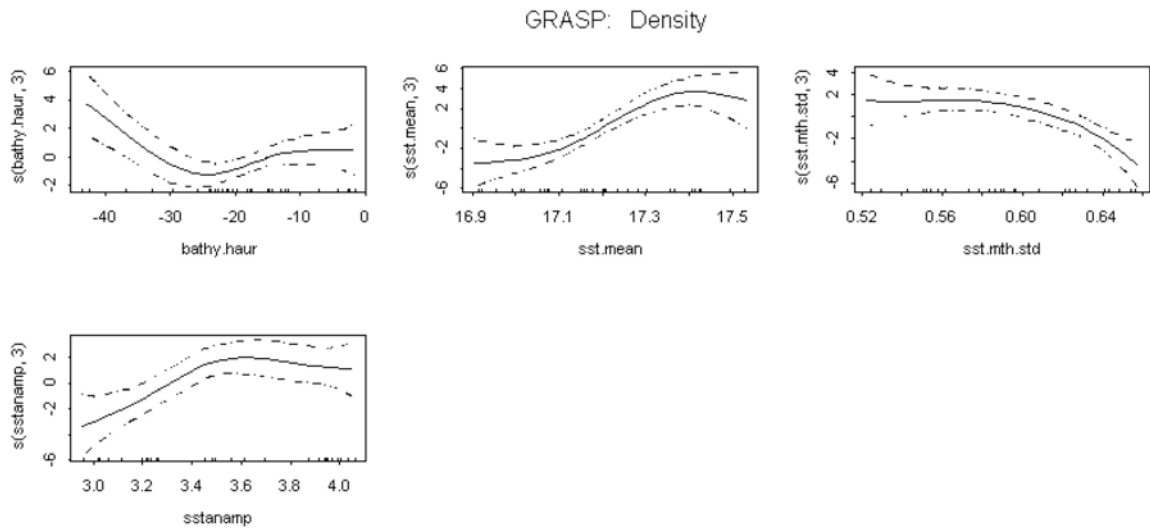 GRASP: Density
s(bathy.haur, 3)
6
4
2
0
-2
-40 -30 -20 -10 0
bathy.haur
s(sst.mean, 3)
6
4
2
0
-2
-6
16.9 17.1 17.3 17.5
sst.mean
s(sst.mth.std, 3)
4
2
-2
-6
0.52 0.56 0.60 0.64
sst.mth.std
s(sstanamp, 3)
2
0
-2
-6
3.0 3.2 3.4 3.6 3.8 4.0
sstanamp